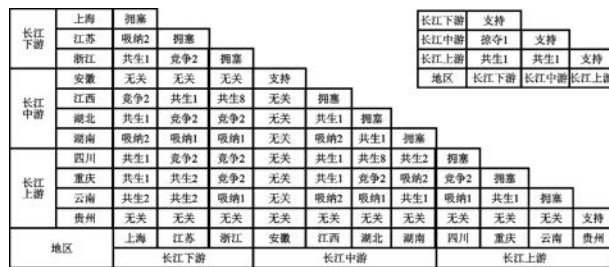 长江下游 上海 拥塞
江苏 吸纳2 拥塞
浙江 共生1 竞争2 拥塞
长江中游 安徽 无关 无关 无关 支持
江西 竞争2 共生1 共生8 无关 拥塞
湖北 共生1 竞争2 竞争2 无关 共生1 拥塞
湖南 吸纳2 吸纳1 吸纳1 无关 吸纳2 共生1 拥塞
长江上游 四川 共生1 竞争2 竞争2 无关 共生1 共生8 共生2 拥塞
重庆 共生1 共生2 竞争2 无关 共生1 竞争2 吸纳2 竞争2 拥塞
云南 共生2 共生2 吸纳1 无关 吸纳2 吸纳1 共生1 吸纳1 共生1 拥塞
贵州 无关 无关 无关 无关 无关 无关 无关 无关 无关 无关 支持
地区 上海 江苏 浙江 安徽 江西 湖北 湖南 四川 重庆 云南 贵州
长江下游 长江中游 长江上游
长江下游 支持
长江中游 掠夺1 支持
长江上游 共生1 共生1 支持
地区 长江下游 长江中游 长江上游